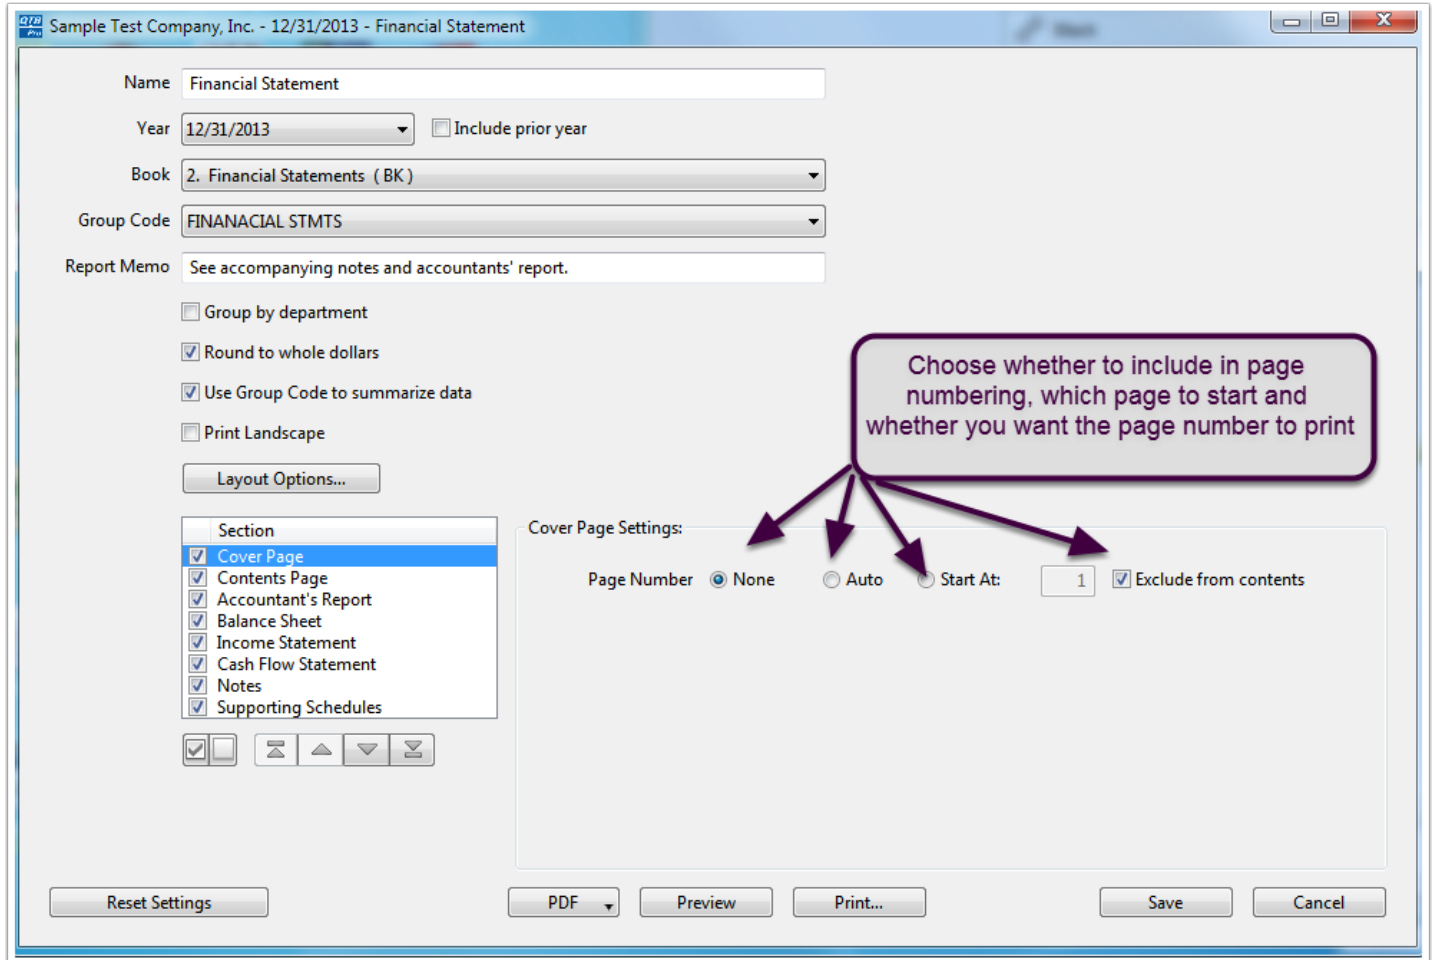 QTB
Pro
Sample Test Company, Inc. - 12/31/2013 - Financial Statement
Name Financial Statement
Year 12/31/2013 Include prior year
Book 2. Financial Statements ( BK )
Group Code FINANACIAL STMTS
Report Memo See accompanying notes and accountants' report.
Group by department
Round to whole dollars
Use Group Code to summarize data
Print Landscape
Layout Options...
Choose whether to include in page
numbering, which page to start and
whether you want the page number to print
Section
Cover Page
Contents Page
Accountant's Report
Balance Sheet
Income Statement
Cash Flow Statement
Notes
Supporting Schedules
Cover Page Settings:
Page Number None Auto Start At: 1 Exclude from contents
Reset Settings PDF Preview Print... Save Cancel